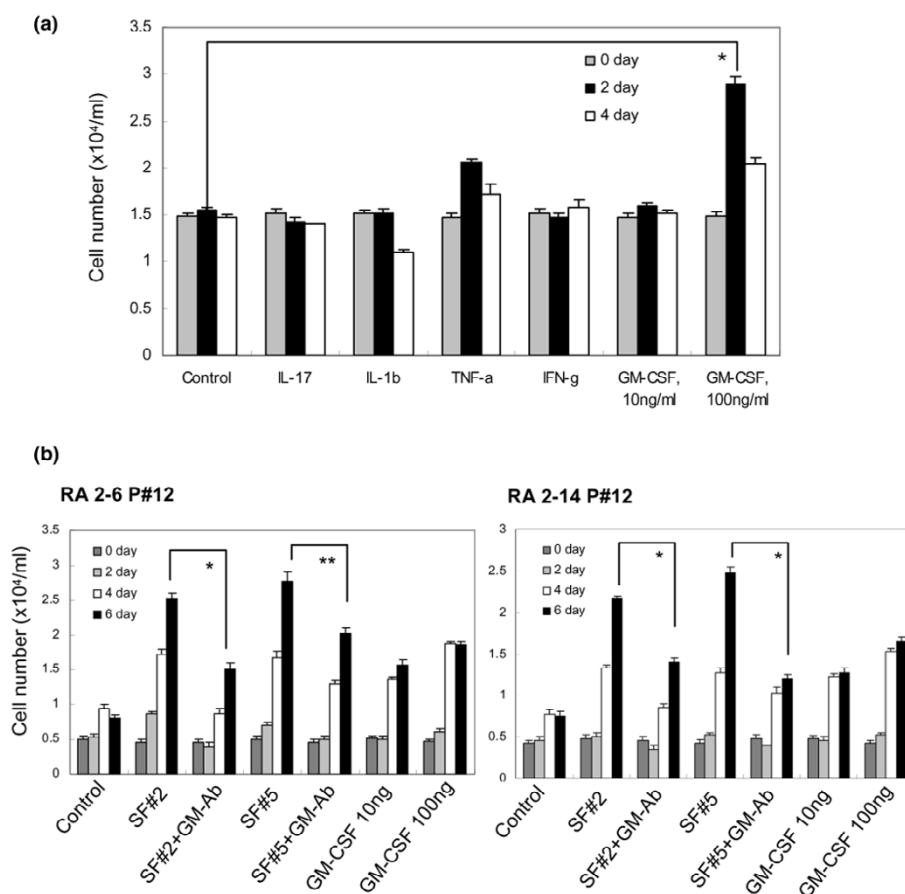 (a)
Cell number (x10⁴/ml)
3.5
3
2.5
2
1.5
1
0.5
0
*
0 day
2 day
4 day
Control
IL-17
IL-1b
TNF-a
IFN-g
GM-CSF, 10ng/ml
GM-CSF, 100ng/ml
(b)
RA 2-6 P#12
Cell number (x10⁴/ml)
3.5
3
2.5
2
1.5
1
0.5
0
0 day
2 day
4 day
6 day
*
**
Control
SF#2
SF#2+GM-Ab
SF#5
SF#5+GM-Ab
GM-CSF 10ng
GM-CSF 100ng
RA 2-14 P#12
3
2.5
2
1.5
1
0.5
0
0 day
2 day
4 day
6 day
*
*
Control
SF#2
SF#2+GM-Ab
SF#5
SF#5+GM-Ab
GM-CSF 10ng
GM-CSF 100ng